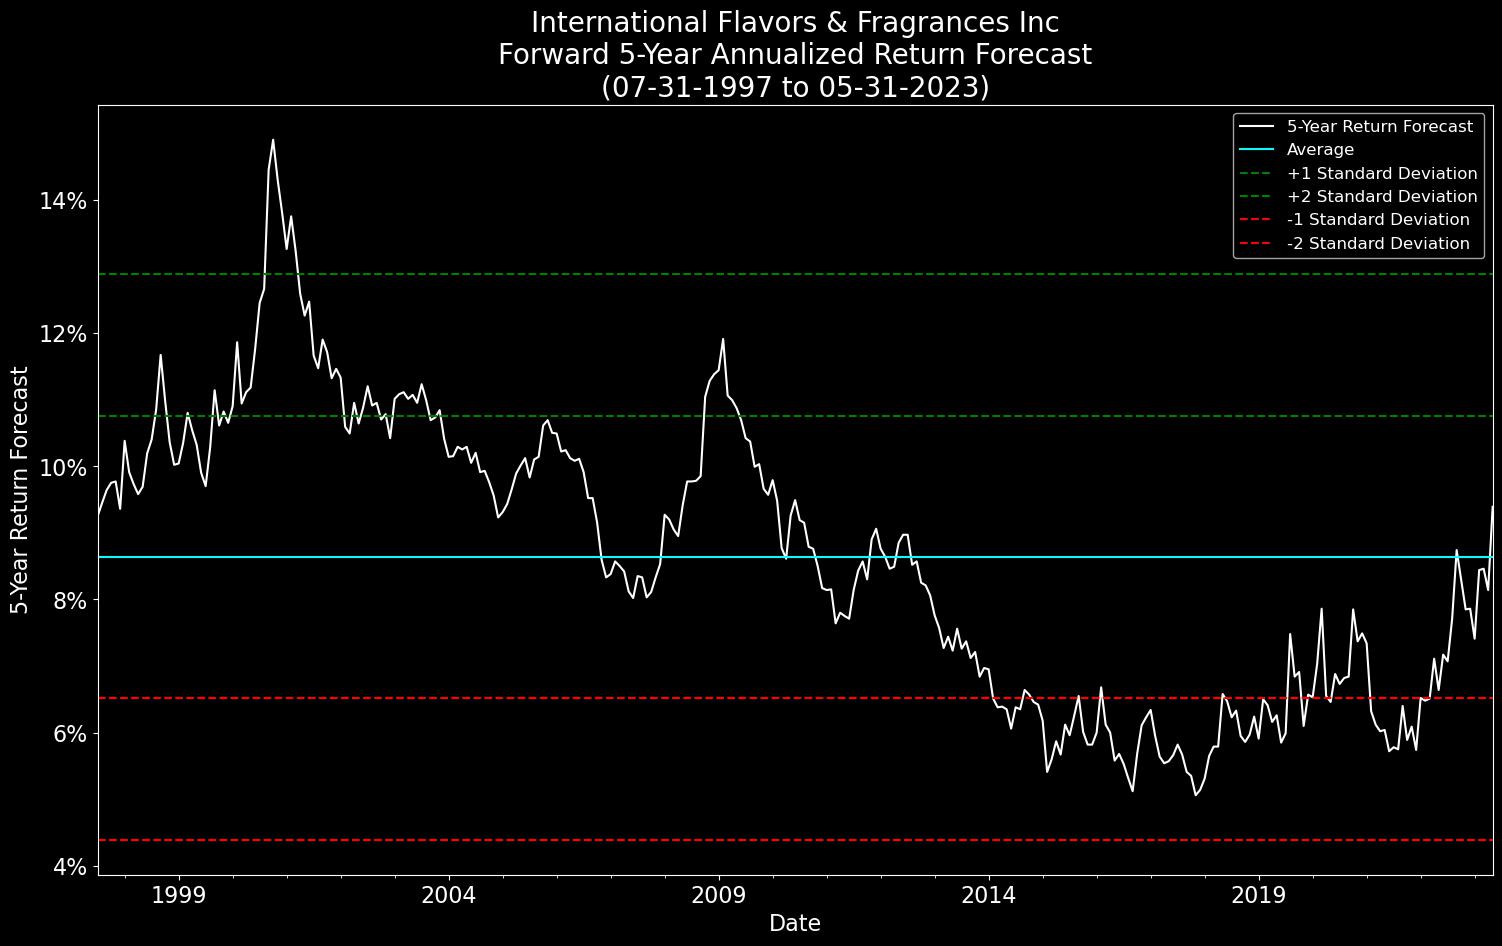 International Flavors & Fragrances Inc
Forward 5-Year Annualized Return Forecast
(07-31-1997 to 05-31-2023)
5-Year Return Forecast
Average
+1 Standard Deviation
+2 Standard Deviation
-1 Standard Deviation
-2 Standard Deviation
14%
12%
10%
8%
6%
4%
5-Year Return Forecast
1999
2004
2009
2014
2019
Date